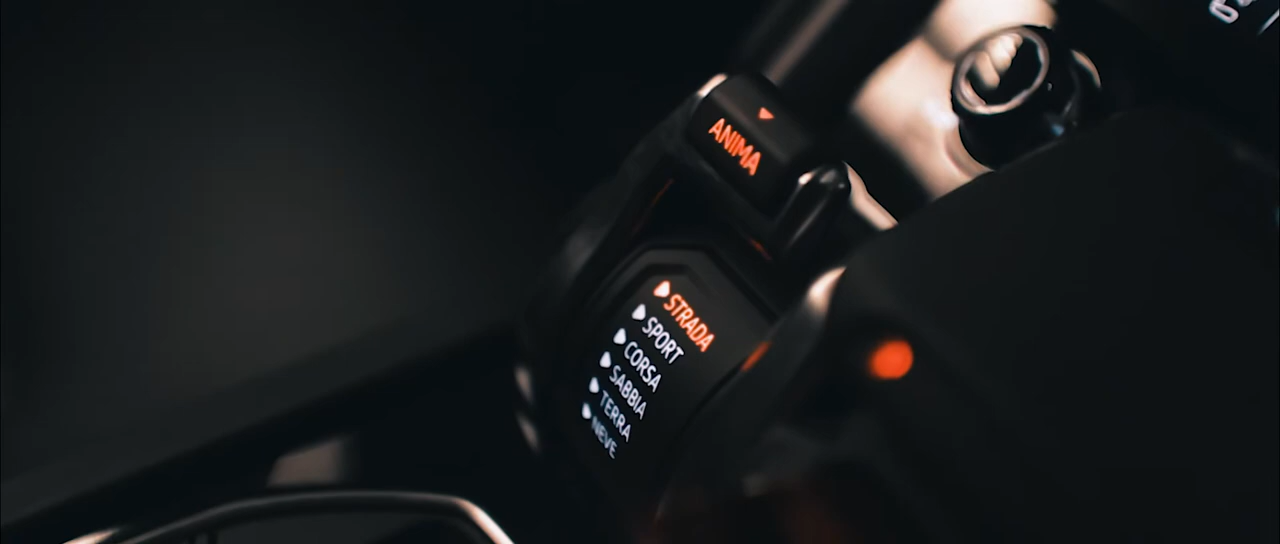 ANIMA
STRADA
SPORT
CORSA
SABBIA
TERRA
NEVE